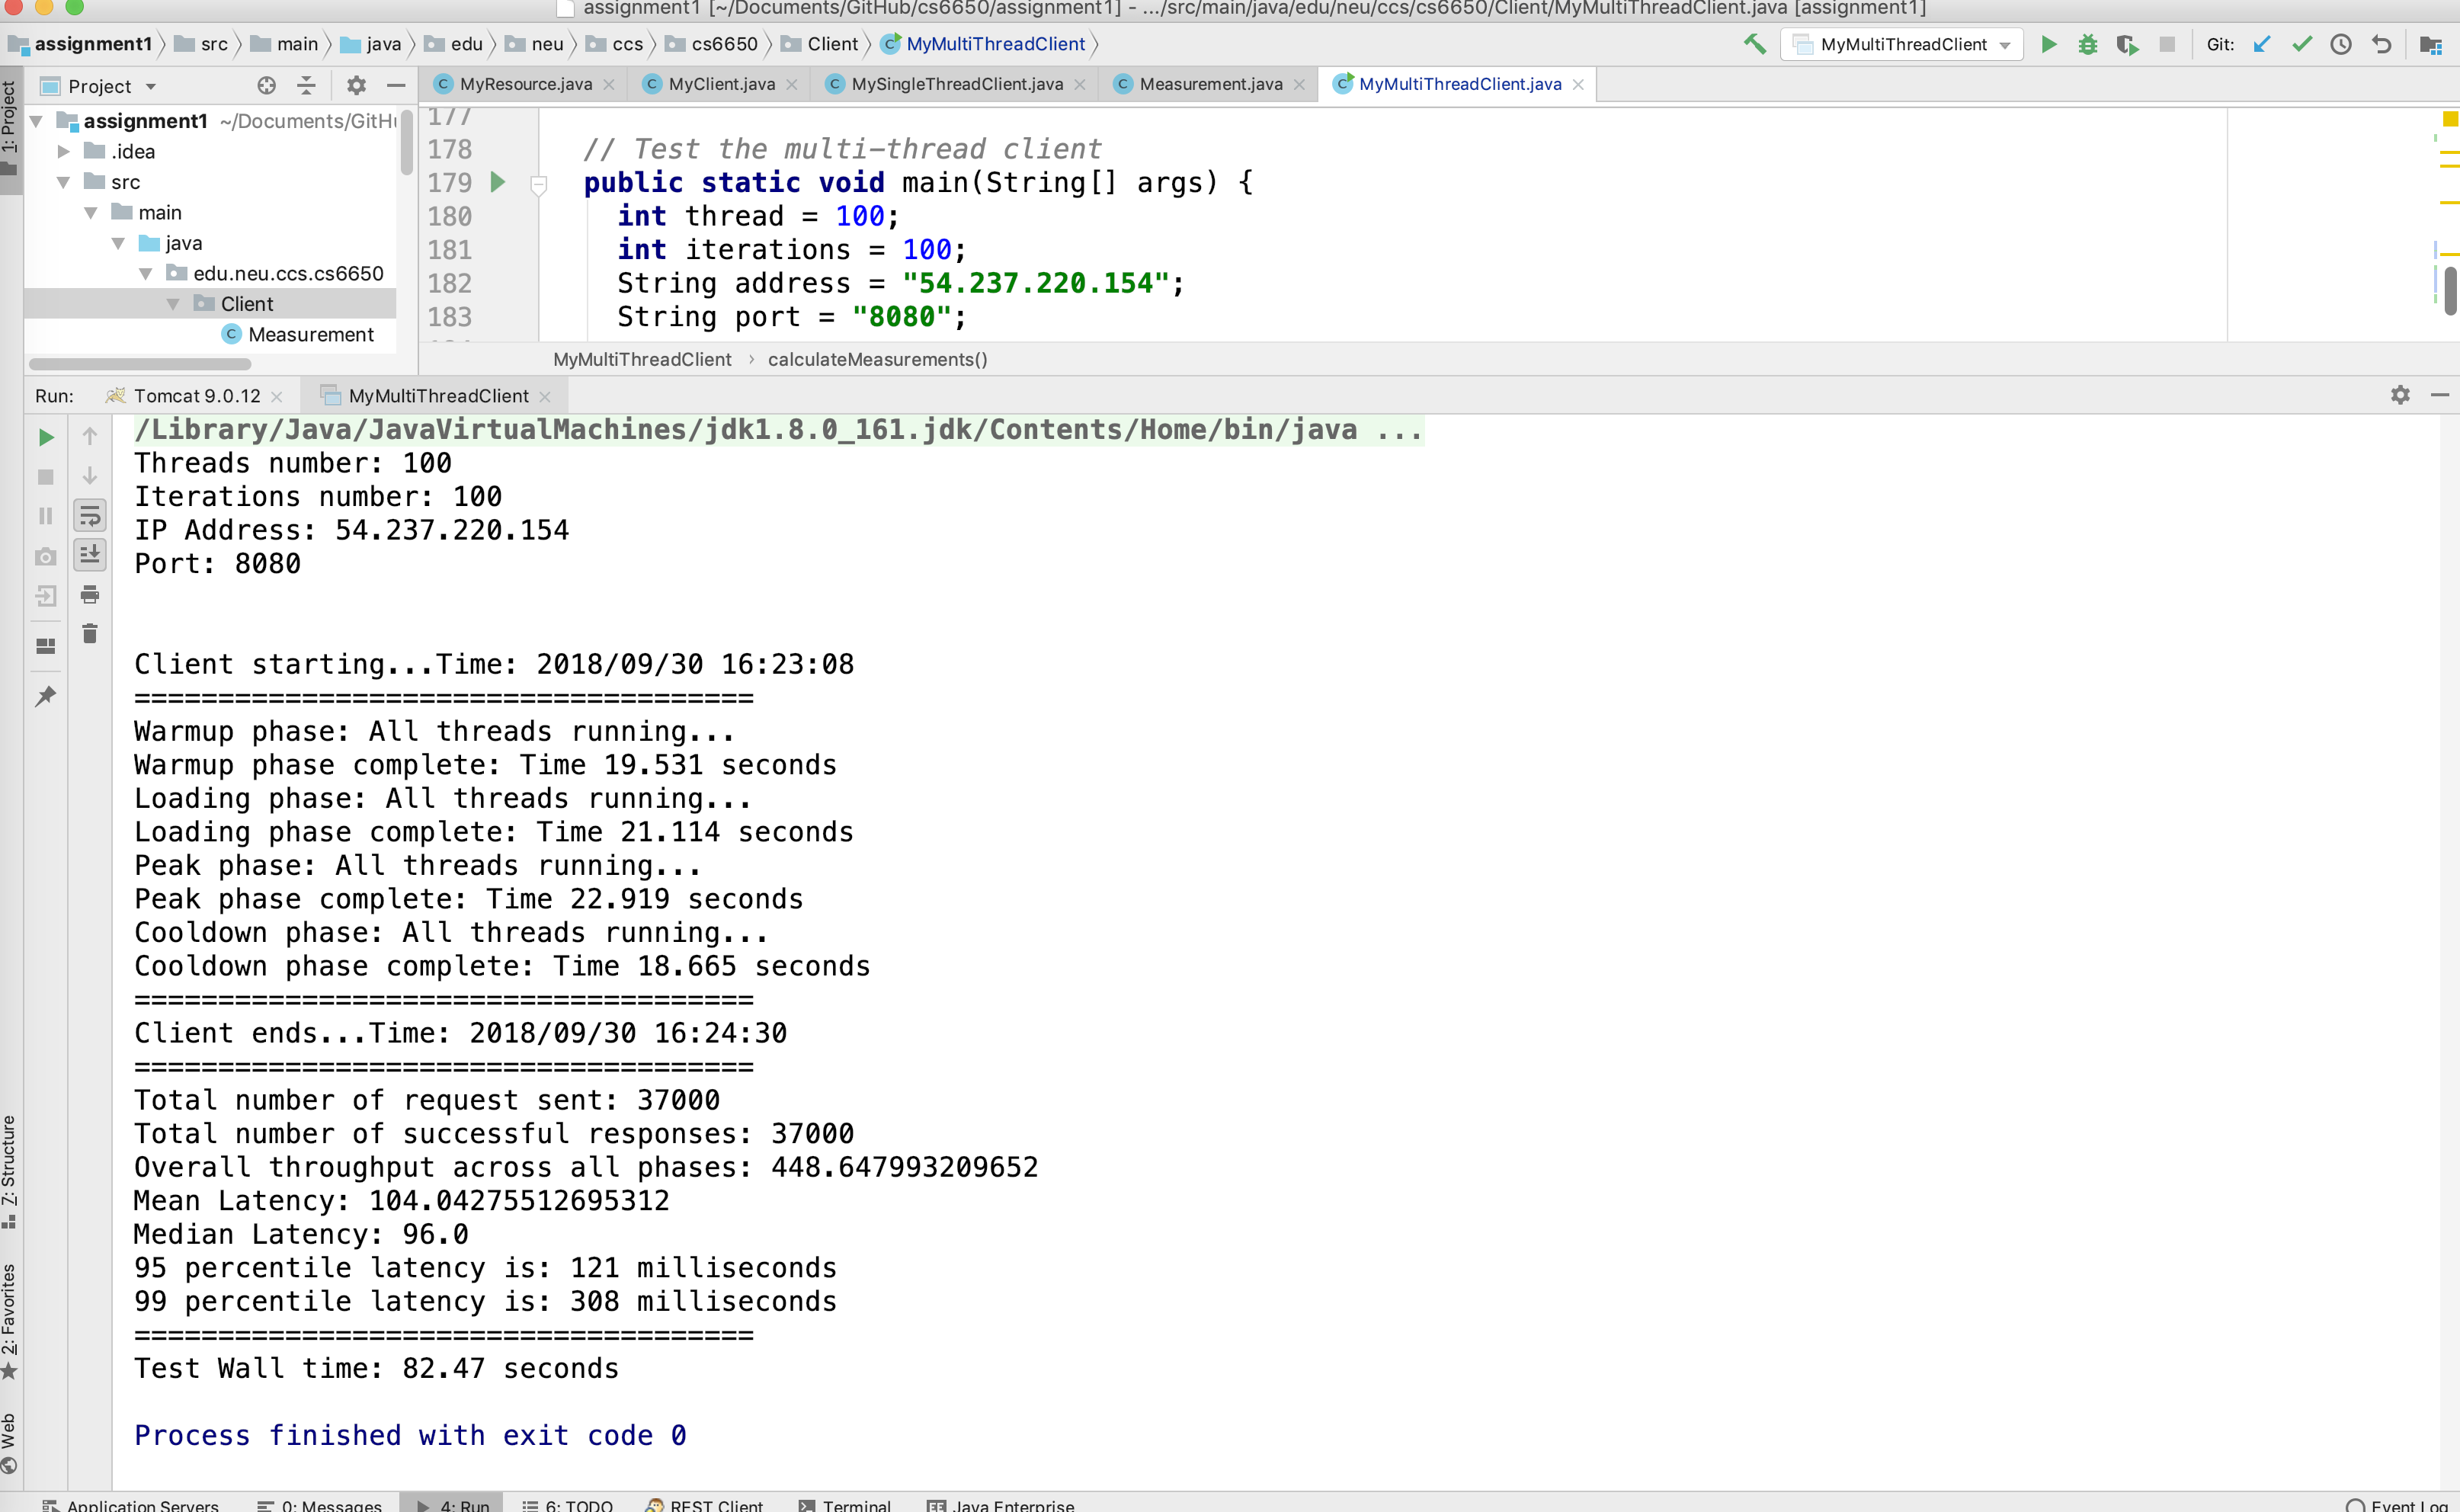 assignment1 [~/Documents/GitHub/cs6650/assignment1] - .../src/main/java/edu/neu/ccs/cs6650/Client/MyMultiThreadClient.java [assignment1]
assignment1 src main java edu neu ccs cs6650 Client MyMultiThreadClient MyMultiThreadClient Git:
Project MyResource.java MyClient.java MySingleThreadClient.java Measurement.java MyMultiThreadClient.java
1: Project
assignment1 ~/Documents/GitH
.idea
src
main
java
edu.neu.ccs.cs6650
Client
Measurement
177
178 // Test the multi-thread client
179 public static void main(String[] args) {
180 int thread = 100;
181 int iterations = 100;
182 String address = "54.237.220.154";
183 String port = "8080";
MyMultiThreadClient › calculateMeasurements()
Run: Tomcat 9.0.12 MyMultiThreadClient
/Library/Java/JavaVirtualMachines/jdk1.8.0_161.jdk/Contents/Home/bin/java ...
Threads number: 100
Iterations number: 100
IP Address: 54.237.220.154
Port: 8080
Client starting...Time: 2018/09/30 16:23:08
=====================================
Warmup phase: All threads running...
Warmup phase complete: Time 19.531 seconds
Loading phase: All threads running...
Loading phase complete: Time 21.114 seconds
Peak phase: All threads running...
Peak phase complete: Time 22.919 seconds
Cooldown phase: All threads running...
Cooldown phase complete: Time 18.665 seconds
=====================================
Client ends...Time: 2018/09/30 16:24:30
=====================================
Total number of request sent: 37000
Total number of successful responses: 37000
Overall throughput across all phases: 448.647993209652
Mean Latency: 104.04275512695312
Median Latency: 96.0
95 percentile latency is: 121 milliseconds
99 percentile latency is: 308 milliseconds
=====================================
Test Wall time: 82.47 seconds
Process finished with exit code 0
7: Structure
2: Favorites
Web
Application Servers 0: Messages 4: Run 6: TODO REST Client Terminal Java Enterprise Event Log